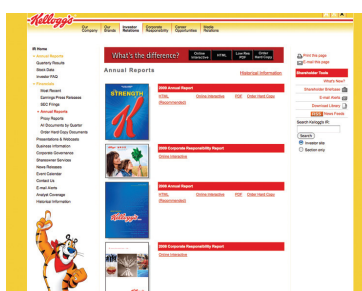 Kellogg's
Our Company
Our Brands
Investor Relations
Corporate Responsibility
Career Opportunities
Media Relations
IR Home
Annual Reports
Quarterly Results
Stock Data
Investor FAQ
Financials
Most Recent
Earnings Press Releases
SEC Filings
Annual Reports
Proxy Reports
All Documents by Quarter
Order Hard Copy Documents
Presentations & Webcasts
Business Information
Corporate Governance
Shareowner Services
News Releases
Event Calendar
Contact Us
E-mail Alerts
Analyst Coverage
Historical Information
What's the difference?
Online Interactive
HTML
Low Res PDF
Order Hard Copy
Annual Reports
Historical Information
STRENGTH
2009 Annual Report
HTML
(Recommended)
Online Interactive
PDF
Order Hard Copy
2009 Corporate Responsibility Report
Online Interactive
Kellogg's
2008 Annual Report
HTML
(Recommended)
Online Interactive
PDF
Order Hard Copy
2008 Corporate Responsibility Report
Online Interactive
Print this page
E-mail this page
Shareholder Tools
What's New?
Shareholder Briefcase
E-mail Alerts
Download Library
RSS News Feeds
Search Kellogg's IR:
Search
Investor site
Section only